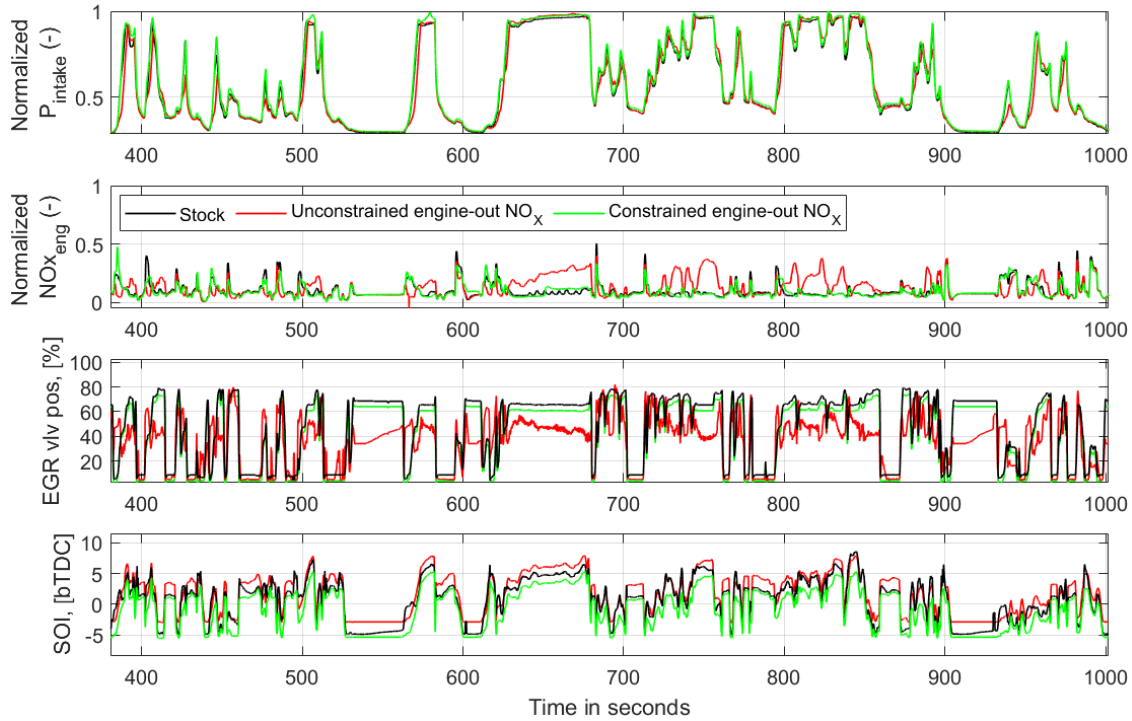 Normalized
P_intake (-)
1
0.5
400 500 600 700 800 900 1000
Normalized
NOx_eng (-)
1
0.5
0
Stock Unconstrained engine-out NO_X Constrained engine-out NO_X
400 500 600 700 800 900 1000
EGR vlv pos, [%]
100
80
60
40
20
400 500 600 700 800 900 1000
SOI, [bTDC]
10
5
0
-5
400 500 600 700 800 900 1000
Time in seconds